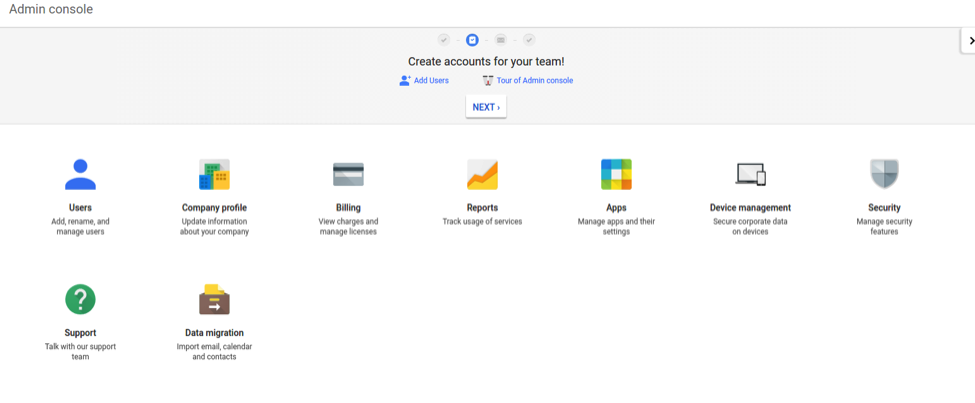 Admin console
Create accounts for your team!
Add Users
Tour of Admin console
NEXT ›
Users
Add, rename, and
manage users
Company profile
Update information
about your company
Billing
View charges and
manage licenses
Reports
Track usage of services
Apps
Manage apps and their
settings
Device management
Secure corporate data
on devices
Security
Manage security
features
Support
Talk with our support
team
Data migration
Import email, calendar
and contacts